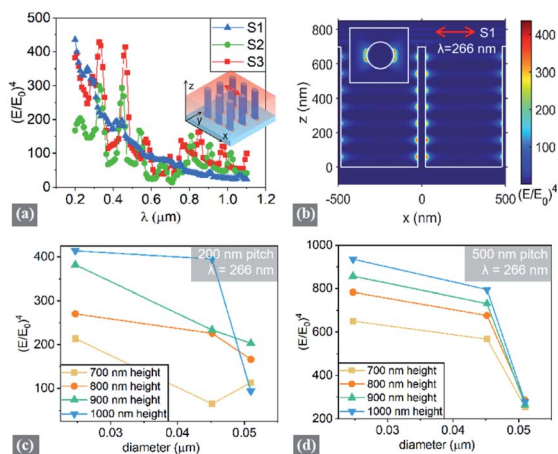 S1
S2
S3
z
y
x
(E/E₀)⁴
400
300
200
100
0
0.2
0.4
0.6
0.8
1.0
1.2
λ (μm)
(a)
S1
λ=266 nm
z (nm)
800
600
400
200
0
-500
0
500
x (nm)
400
300
200
100
(E/E₀)⁴
(b)
200 nm pitch
λ = 266 nm
(E/E₀)⁴
400
300
200
100
700 nm height
800 nm height
900 nm height
1000 nm height
0.03
0.04
0.05
diameter (μm)
(c)
500 nm pitch
λ = 266 nm
(E/E₀)⁴
1000
800
600
400
200
700 nm height
800 nm height
900 nm height
1000 nm height
0.03
0.04
0.05
diameter (μm)
(d)